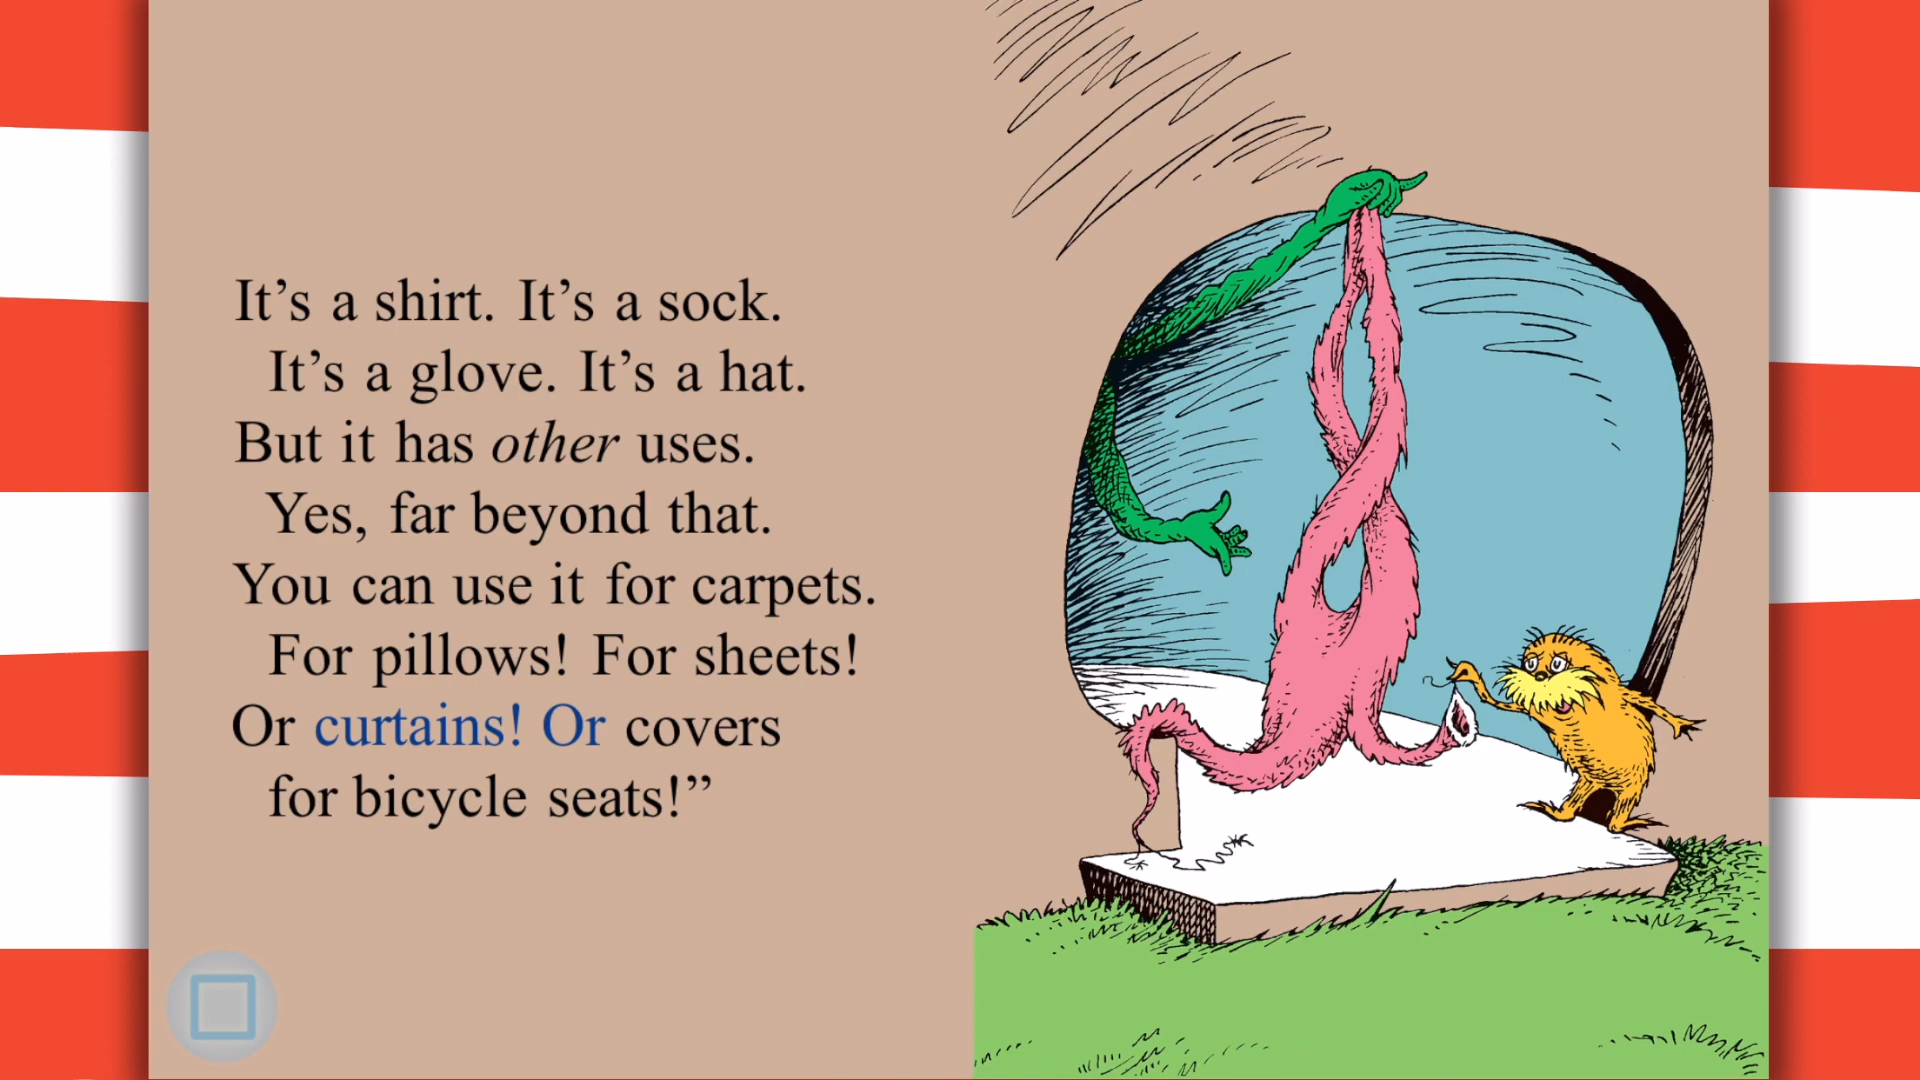 It’s a shirt. It’s a sock.
It’s a glove. It’s a hat.
But it has other uses.
Yes, far beyond that.
You can use it for carpets.
For pillows! For sheets!
Or curtains! Or covers
for bicycle seats!”